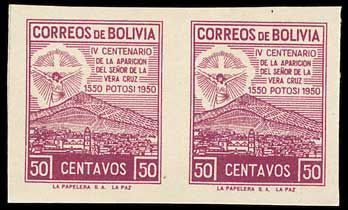 CORREOS DE BOLIVIA
IV CENTENARIO
DE LA APARICION
DEL SEÑOR DE LA
VERA CRUZ
1550 POTOSI 1950
50 CENTAVOS 50
LA PAPELERA S. A. LA PAZ
CORREOS DE BOLIVIA
IV CENTENARIO
DE LA APARICION
DEL SEÑOR DE LA
VERA CRUZ
1550 POTOSI 1950
50 CENTAVOS 50
LA PAPELERA S. A. LA PAZ